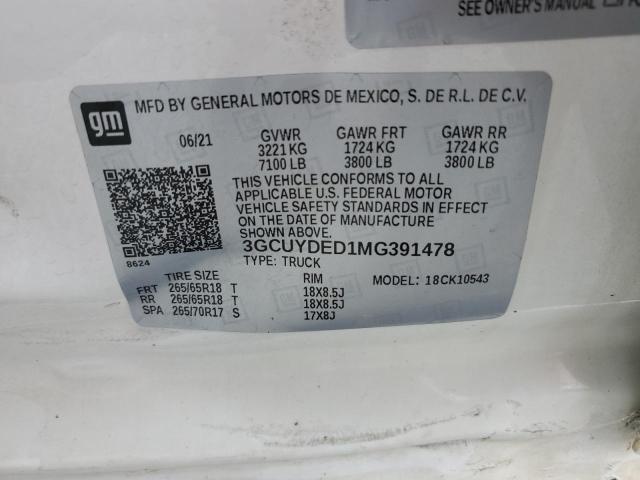 SEE OWNER'S MANUAL
gm
MFD BY GENERAL MOTORS DE MEXICO, S. DE R.L. DE C.V.
06/21 GVWR GAWR FRT GAWR RR
3221 KG 1724 KG 1724 KG
7100 LB 3800 LB 3800 LB
THIS VEHICLE CONFORMS TO ALL
APPLICABLE U.S. FEDERAL MOTOR
VEHICLE SAFETY STANDARDS IN EFFECT
ON THE DATE OF MANUFACTURE
3GCUYDED1MG391478
8624
TYPE: TRUCK
TIRE SIZE RIM MODEL: 18CK10543
FRT 265/65R18 T 18X8.5J
RR 265/65R18 T 18X8.5J
SPA 265/70R17 S 17X8J